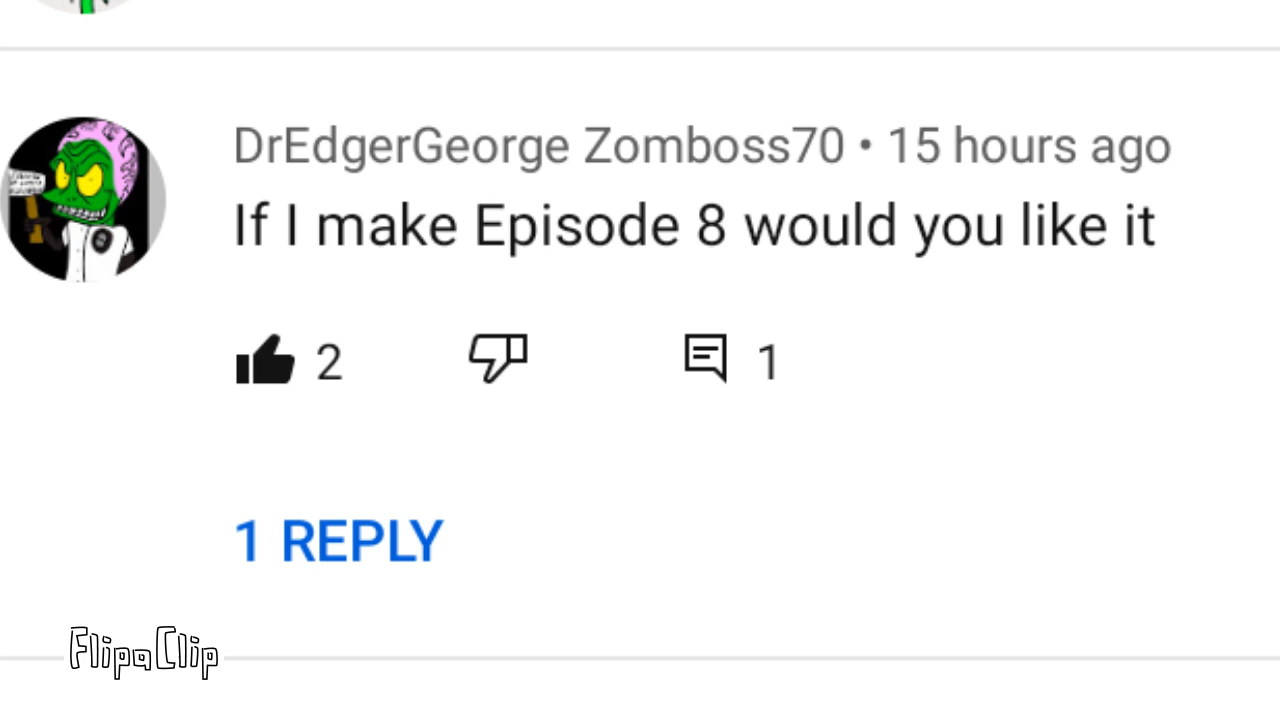 DrEdgerGeorge Zomboss70 • 15 hours ago
If I make Episode 8 would you like it
2 1
1 REPLY
FlipaClip